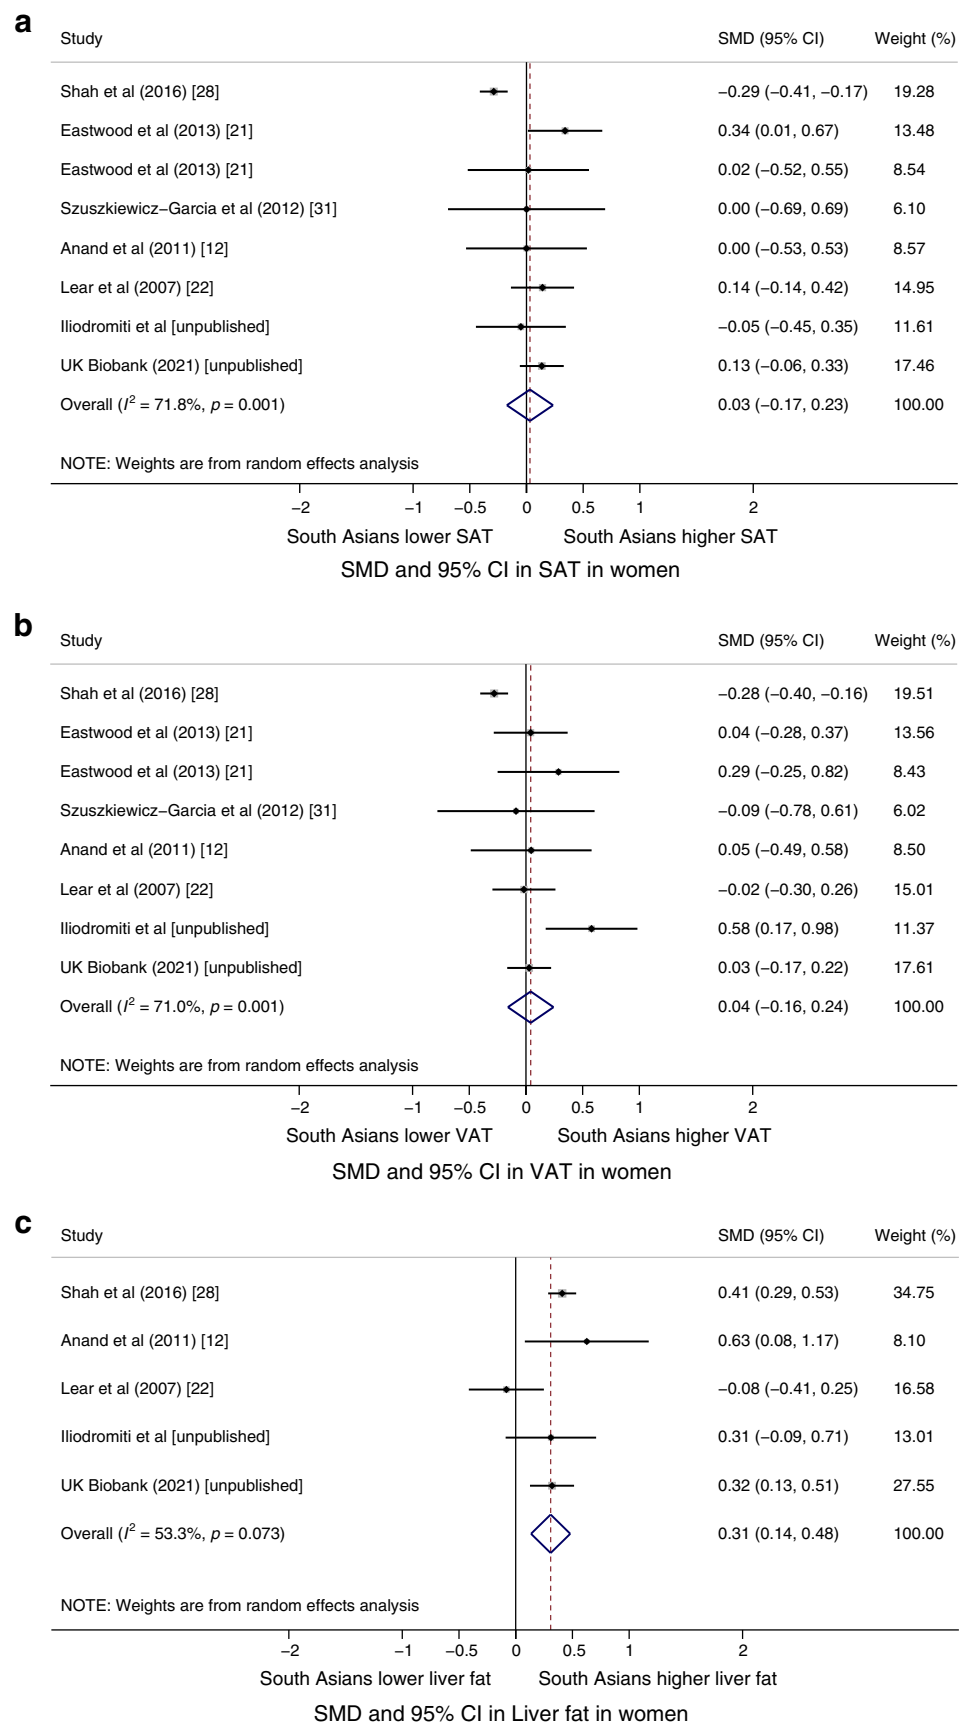 a
Study SMD (95% CI) Weight (%)
Shah et al (2016) [28] −0.29 (−0.41, −0.17) 19.28
Eastwood et al (2013) [21] 0.34 (0.01, 0.67) 13.48
Eastwood et al (2013) [21] 0.02 (−0.52, 0.55) 8.54
Szuszkiewicz−Garcia et al (2012) [31] 0.00 (−0.69, 0.69) 6.10
Anand et al (2011) [12] 0.00 (−0.53, 0.53) 8.57
Lear et al (2007) [22] 0.14 (−0.14, 0.42) 14.95
Iliodromiti et al [unpublished] −0.05 (−0.45, 0.35) 11.61
UK Biobank (2021) [unpublished] 0.13 (−0.06, 0.33) 17.46
Overall (I² = 71.8%, p = 0.001) 0.03 (−0.17, 0.23) 100.00
NOTE: Weights are from random effects analysis
−2 −1 −0.5 0 0.5 1 2
South Asians lower SAT South Asians higher SAT
SMD and 95% CI in SAT in women
b
Study SMD (95% CI) Weight (%)
Shah et al (2016) [28] −0.28 (−0.40, −0.16) 19.51
Eastwood et al (2013) [21] 0.04 (−0.28, 0.37) 13.56
Eastwood et al (2013) [21] 0.29 (−0.25, 0.82) 8.43
Szuszkiewicz−Garcia et al (2012) [31] −0.09 (−0.78, 0.61) 6.02
Anand et al (2011) [12] 0.05 (−0.49, 0.58) 8.50
Lear et al (2007) [22] −0.02 (−0.30, 0.26) 15.01
Iliodromiti et al [unpublished] 0.58 (0.17, 0.98) 11.37
UK Biobank (2021) [unpublished] 0.03 (−0.17, 0.22) 17.61
Overall (I² = 71.0%, p = 0.001) 0.04 (−0.16, 0.24) 100.00
NOTE: Weights are from random effects analysis
−2 −1 −0.5 0 0.5 1 2
South Asians lower VAT South Asians higher VAT
SMD and 95% CI in VAT in women
c
Study SMD (95% CI) Weight (%)
Shah et al (2016) [28] 0.41 (0.29, 0.53) 34.75
Anand et al (2011) [12] 0.63 (0.08, 1.17) 8.10
Lear et al (2007) [22] −0.08 (−0.41, 0.25) 16.58
Iliodromiti et al [unpublished] 0.31 (−0.09, 0.71) 13.01
UK Biobank (2021) [unpublished] 0.32 (0.13, 0.51) 27.55
Overall (I² = 53.3%, p = 0.073) 0.31 (0.14, 0.48) 100.00
NOTE: Weights are from random effects analysis
−2 −1 −0.5 0 0.5 1 2
South Asians lower liver fat South Asians higher liver fat
SMD and 95% CI in Liver fat in women